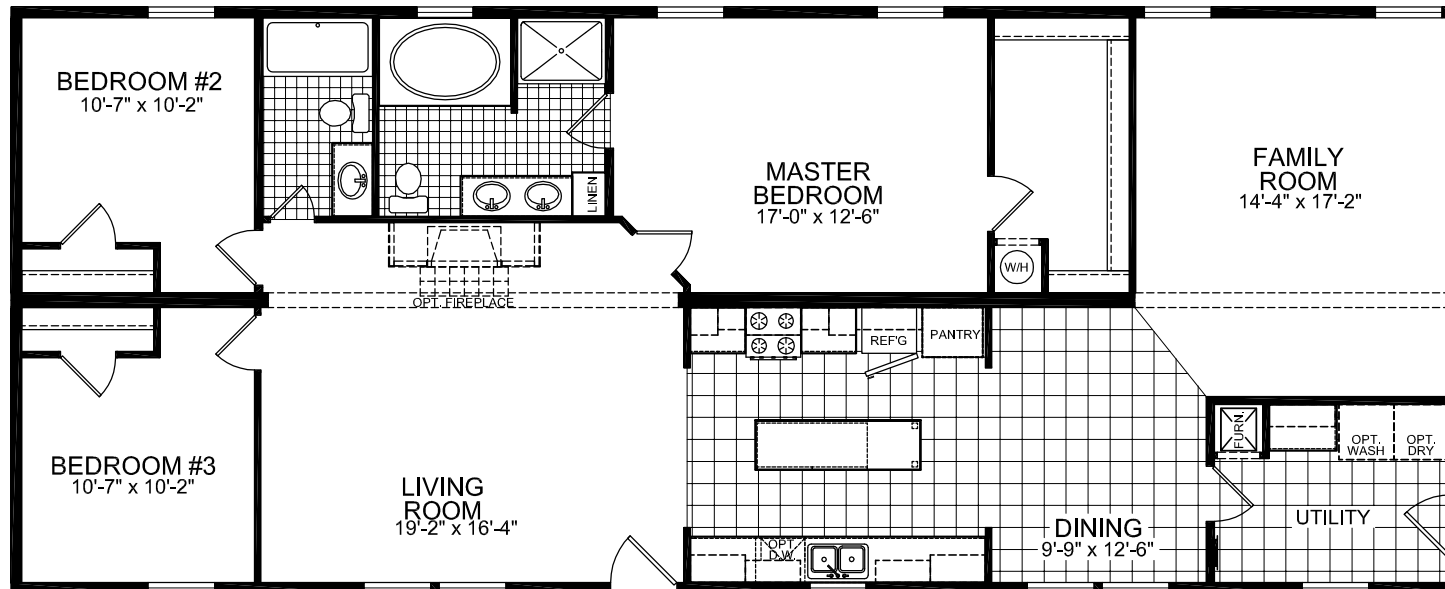 BEDROOM #2
10'-7" x 10'-2"
LINEN
MASTER
BEDROOM
17'-0" x 12'-6"
W/H
FAMILY
ROOM
14'-4" x 17'-2"
OPT. FIREPLACE
REF'G
PANTRY
BEDROOM #3
10'-7" x 10'-2"
LIVING
ROOM
19'-2" x 16'-4"
OPT.
D.W.
DINING
9'-9" x 12'-6"
FURN.
OPT.
WASH
OPT.
DRY
UTILITY